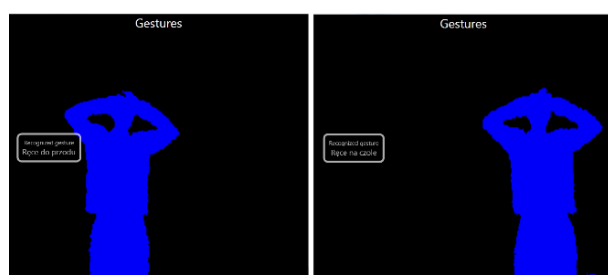 Gestures
Recognized gesture
Ręce do przodu
Gestures
Recognized gesture
Ręce na czole